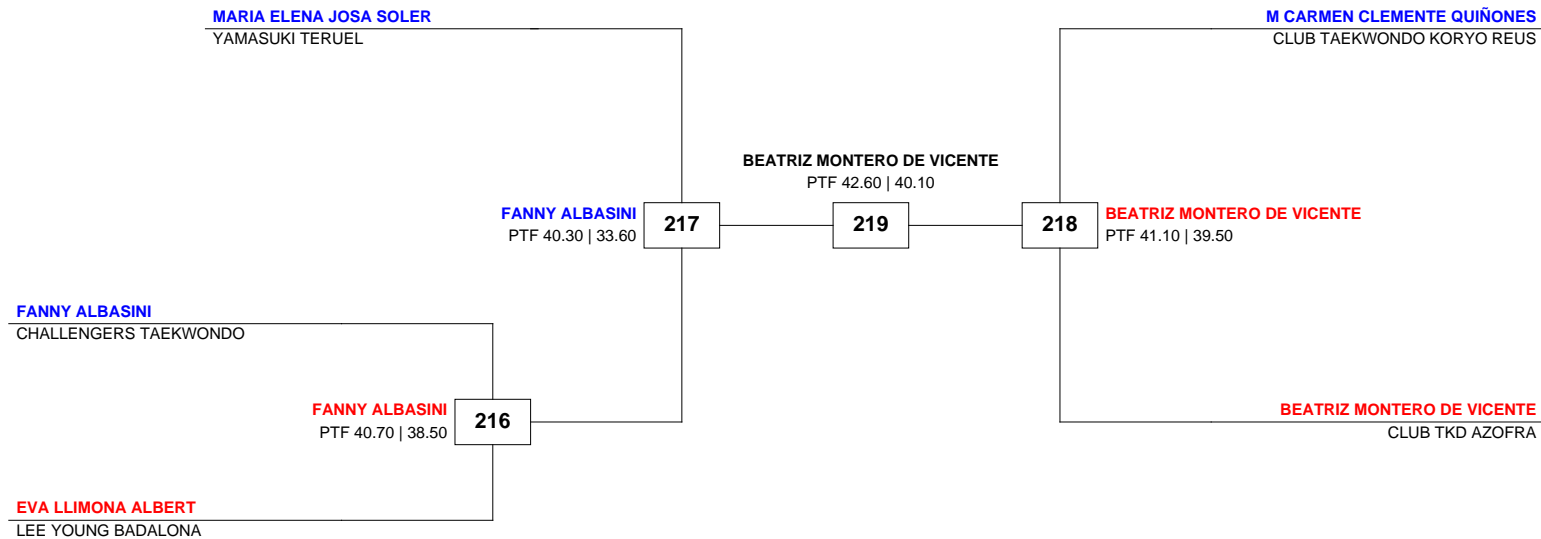 MARIA ELENA JOSA SOLER
YAMASUKI TERUEL
M CARMEN CLEMENTE QUIÑONES
CLUB TAEKWONDO KORYO REUS
BEATRIZ MONTERO DE VICENTE
PTF 42.60 | 40.10
FANNY ALBASINI
PTF 40.30 | 33.60
217
219
218
BEATRIZ MONTERO DE VICENTE
PTF 41.10 | 39.50
FANNY ALBASINI
CHALLENGERS TAEKWONDO
FANNY ALBASINI
PTF 40.70 | 38.50
216
BEATRIZ MONTERO DE VICENTE
CLUB TKD AZOFRA
EVA LLIMONA ALBERT
LEE YOUNG BADALONA